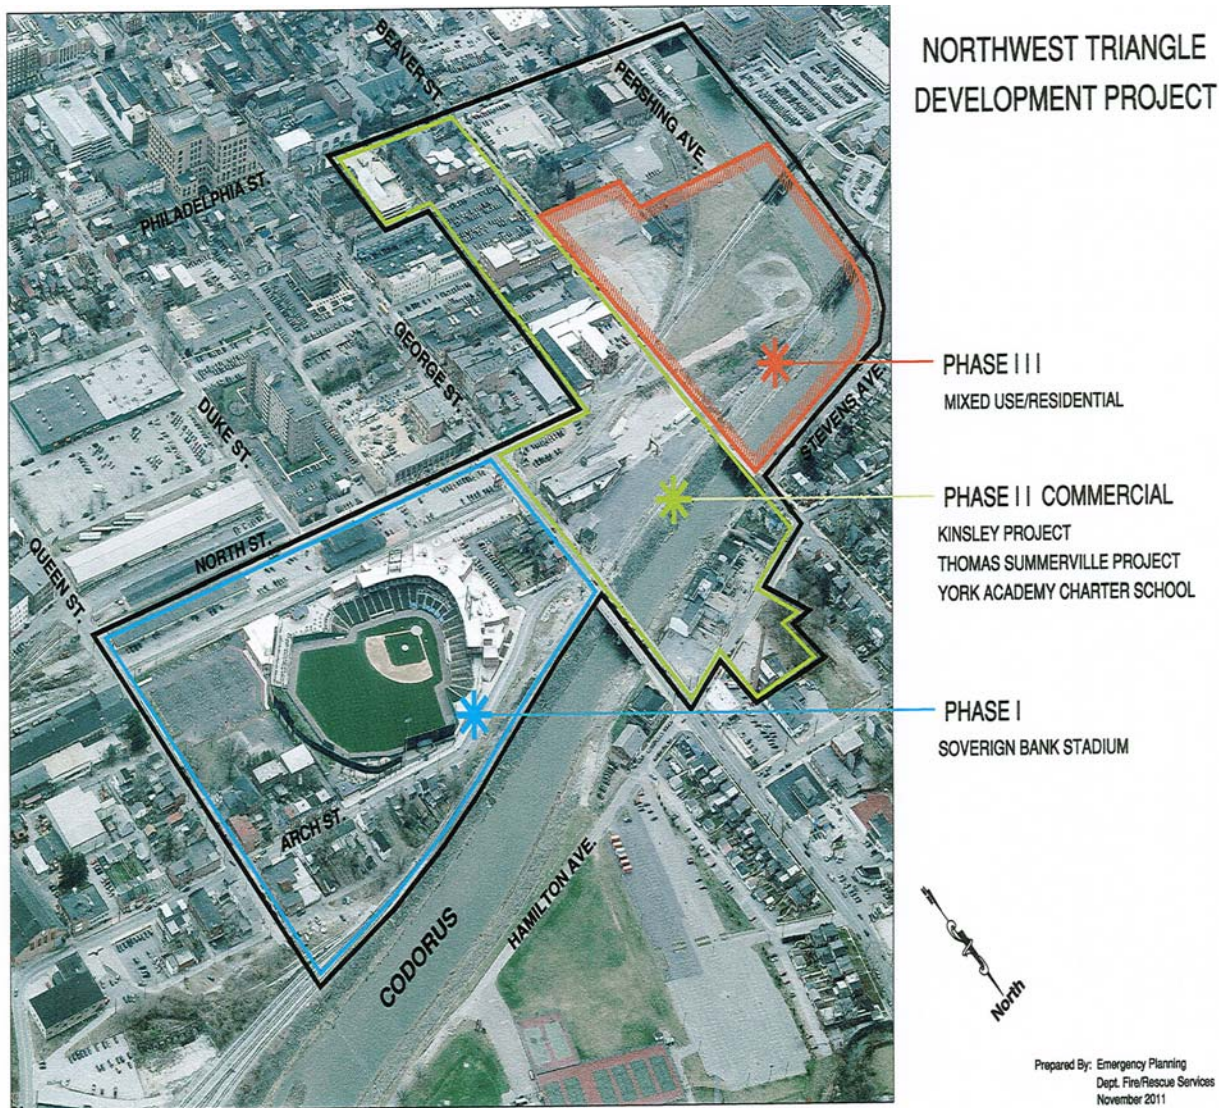 NORTHWEST TRIANGLE
DEVELOPMENT PROJECT
BEAVER ST.
PERSHING AVE.
PHILADELPHIA ST.
GEORGE ST.
DUKE ST.
STEVENS AVE.
QUEEN ST.
NORTH ST.
ARCH ST.
CODORUS
HAMILTON AVE.
PHASE III
MIXED USE/RESIDENTIAL
PHASE II COMMERCIAL
KINSLEY PROJECT
THOMAS SUMMERVILLE PROJECT
YORK ACADEMY CHARTER SCHOOL
PHASE I
SOVERIGN BANK STADIUM
North
Prepared By: Emergency Planning
Dept. Fire/Rescue Services
November 2011